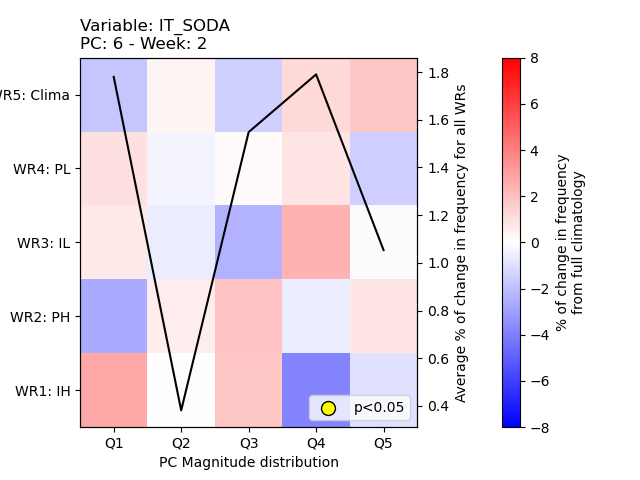 Variable: IT_SODA
PC: 6 - Week: 2
WR5: Clima
WR4: PL
WR3: IL
WR2: PH
WR1: IH
Q1 Q2 Q3 Q4 Q5
PC Magnitude distribution
p<0.05
1.8
1.6
1.4
1.2
1.0
0.8
0.6
0.4
Average % of change in frequency for all WRs
8
6
4
2
0
−2
−4
−6
−8
% of change in frequency
from full climatology